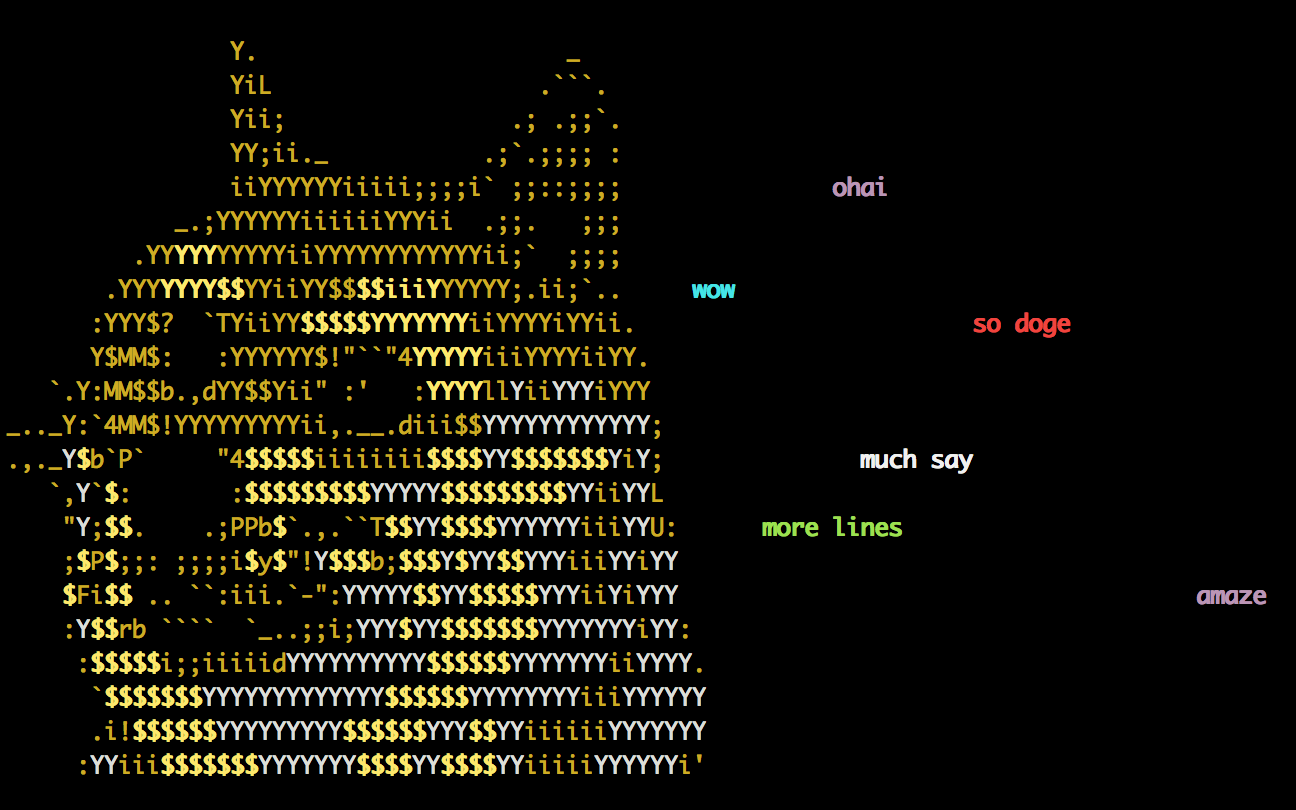 Y.                      _
YiL                   .```.
Yii;                .; .;;`.
YY;ii._           .;`.;;;; :
iiYYYYYYiiiii;;;;i` ;;::;;;; ohai
_.;YYYYYYiiiiiiYYYii  .;;.   ;;;
.YYYYYYYYYYiiYYYYYYYYYYYYii;`  ;;;;
.YYYYYYY$$YYiiYY$$$$iiiYYYYYY;.ii;`.. wow
:YYY$?  `TYiiYY$$$$$YYYYYYYiiYYYYiYYii. so doge
Y$MM$:   :YYYYYY$!"``"4YYYYYiiiYYYYiiYY.
`.Y:MM$$b.,dYY$$Yii" :'   :YYYYllYiiYYYiYYY
_.._Y:`4MM$!YYYYYYYYYii,.__.diii$$YYYYYYYYYYYY;
.,._Y$b`P`     "4$$$$$iiiiiiii$$$$YY$$$$$$$YiY; much say
`,Y`$:       :$$$$$$$$$YYYYY$$$$$$$$$YYiiYYL
"Y;$$.    .;PPb$`.,.``T$$YY$$$$YYYYYYiiiYYU: more lines
;$P$;;: ;;;;i$y$"!Y$$$b;$$$Y$YY$$YYYiiiYYiYY
$Fi$$ .. ``:iii.`-":YYYYY$$YY$$$$$YYYiiYiYYY amaze
:Y$$rb ````  `_..;;i;YYY$YY$$$$$$$YYYYYYYiYY:
:$$$$$i;;iiiiidYYYYYYYYYY$$$$$$YYYYYYYiiYYYY.
`$$$$$$$YYYYYYYYYYYYY$$$$$$YYYYYYYYiiiYYYYYY
.i!$$$$$$YYYYYYYYY$$$$$$YYY$$YYiiiiiiYYYYYYY
:YYiii$$$$$$$YYYYYYY$$$$YY$$$$YYiiiiiYYYYYYi'